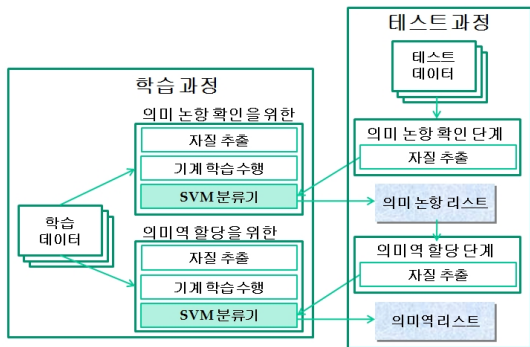 학습 과정
의미 논항 확인을 위한
자질 추출
기계 학습 수행
SVM 분류기
학습
데이터
의미역 할당을 위한
자질 추출
기계 학습 수행
SVM 분류기
테스트 과정
테스트
데이터
의미 논항 확인 단계
자질 추출
의미 논항 리스트
의미역 할당 단계
자질 추출
의미역 리스트